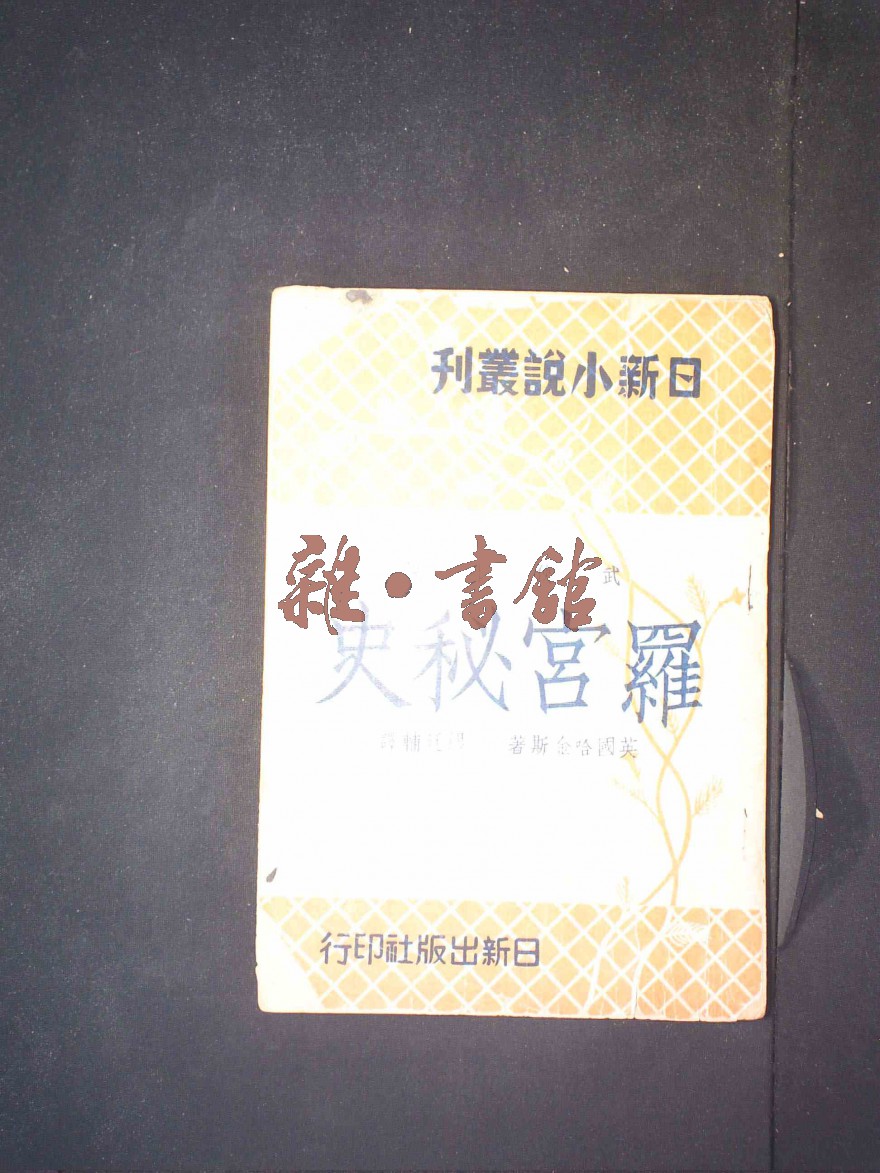 日新小說叢刊
武
雜·書館
羅宮秘史
英國哈金斯著
日新出版社印行